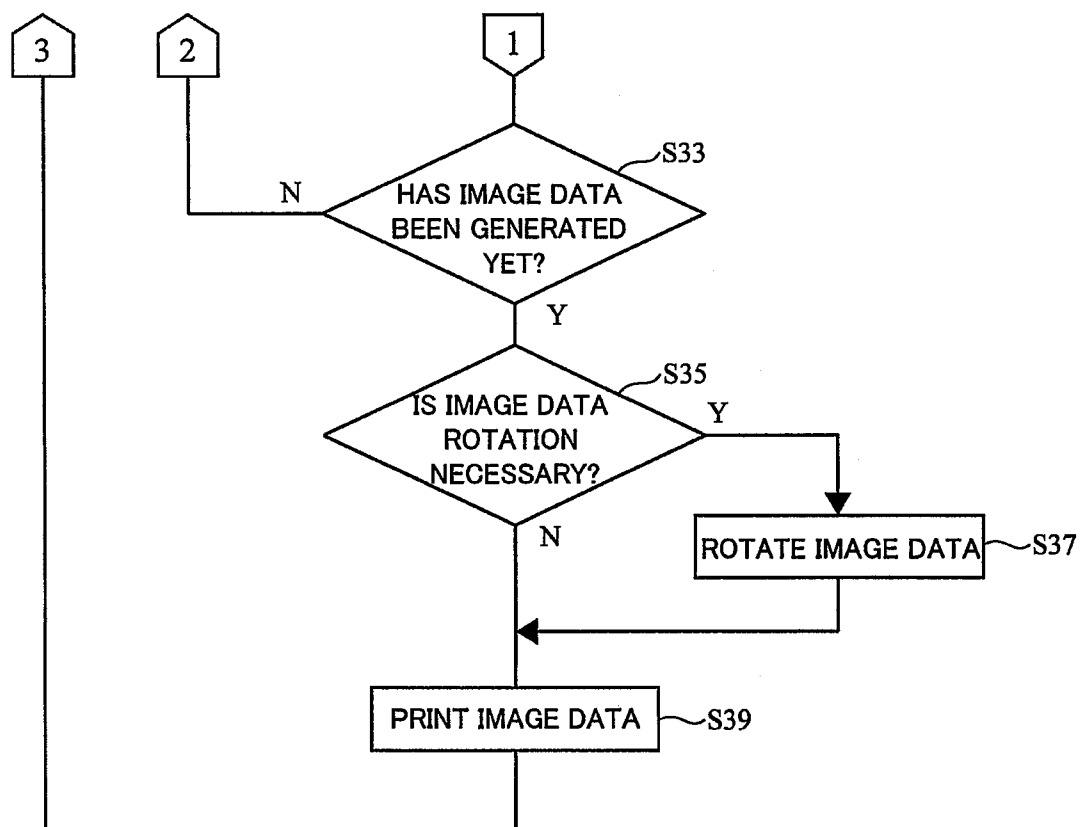 3
2
1
S33
N
HAS IMAGE DATA
BEEN GENERATED
YET?
Y
S35
IS IMAGE DATA
ROTATION
NECESSARY?
Y
N
ROTATE IMAGE DATA
S37
PRINT IMAGE DATA
S39